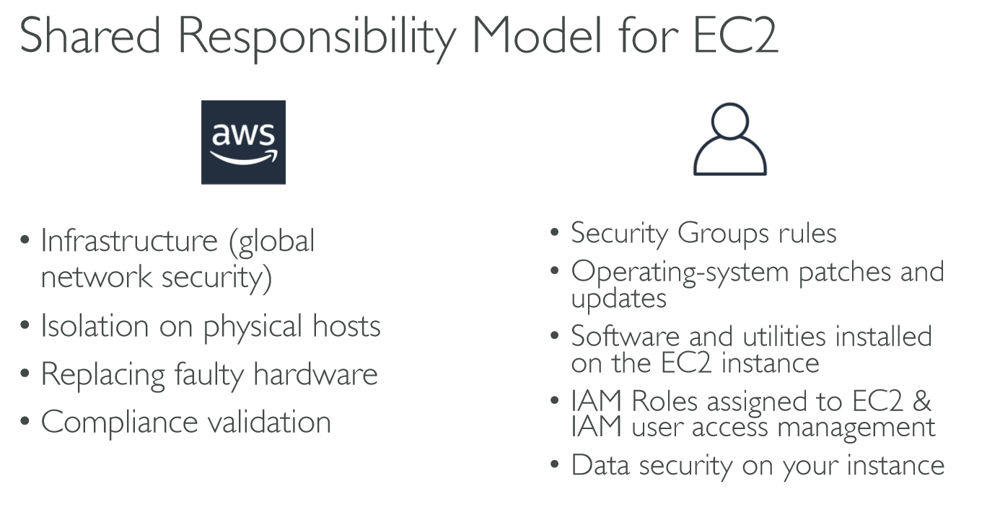 Shared Responsibility Model for EC2
aws
• Infrastructure (global
network security)
• Isolation on physical hosts
• Replacing faulty hardware
• Compliance validation
• Security Groups rules
• Operating-system patches and
updates
• Software and utilities installed
on the EC2 instance
• IAM Roles assigned to EC2 &
IAM user access management
• Data security on your instance